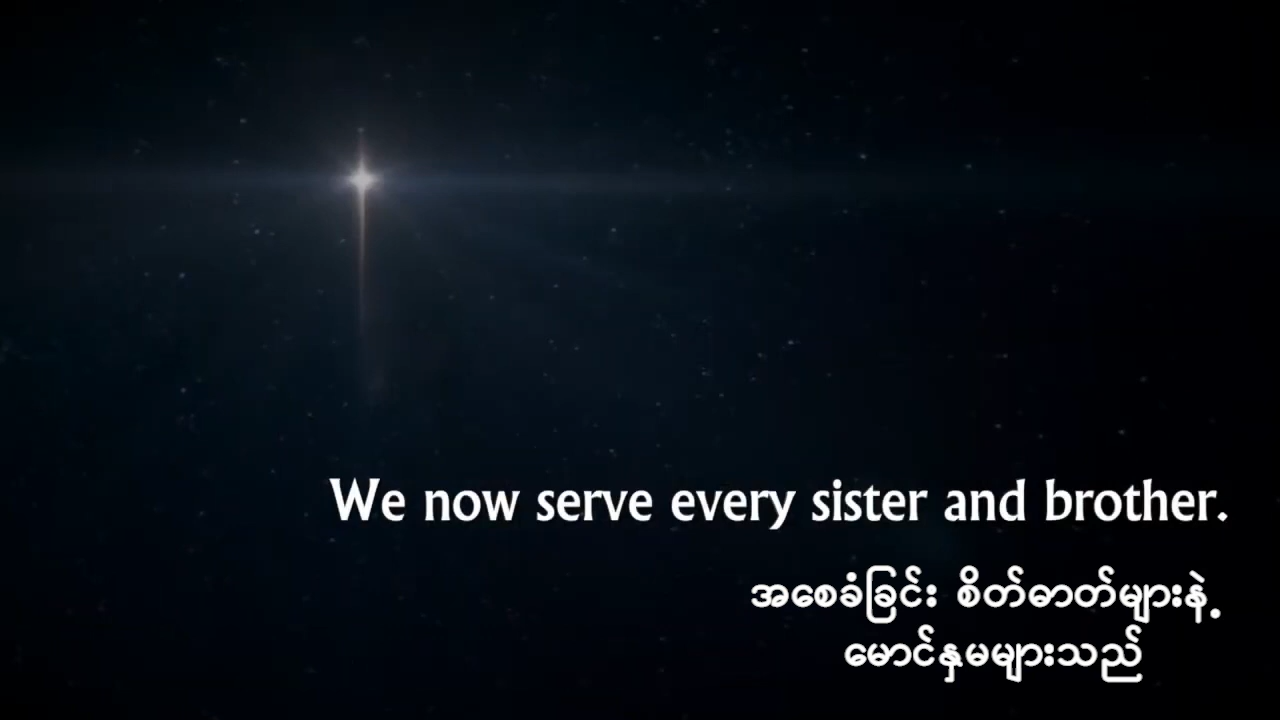 We now serve every sister and brother.
အစေခံခြင်း စိတ်ဓာတ်များနဲ့
မောင်နှမများသည်